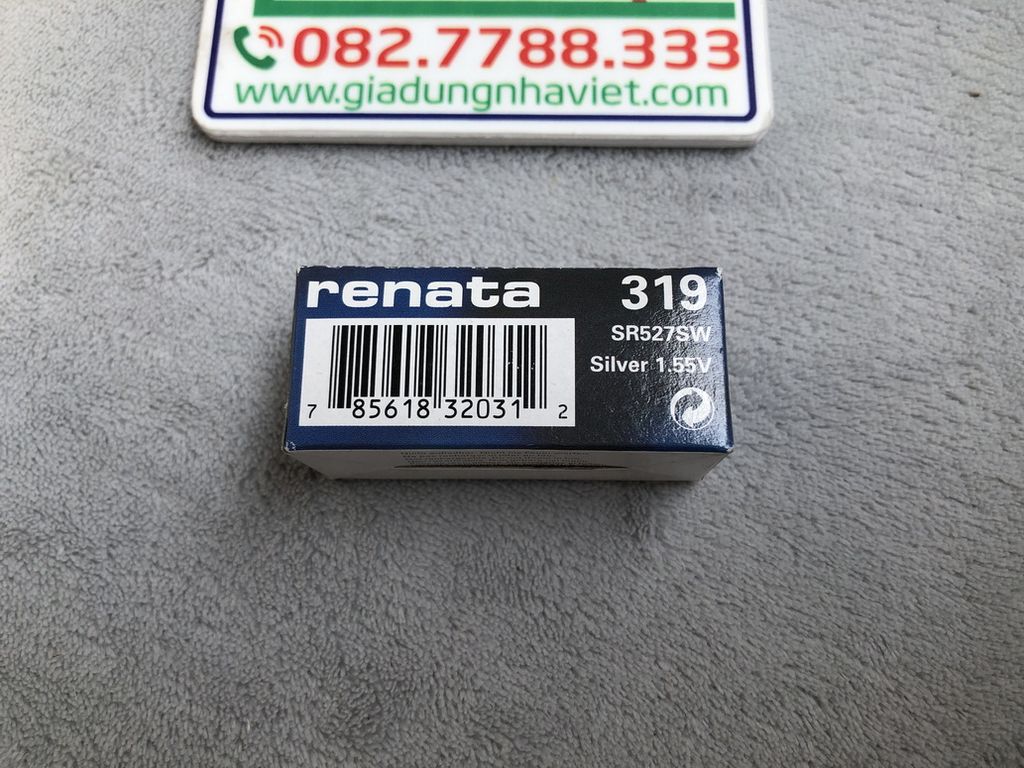 082.7788.333
www.giadungnhaviet.com
renata 319
SR527SW
Silver 1.55V
7 85618 32031 2